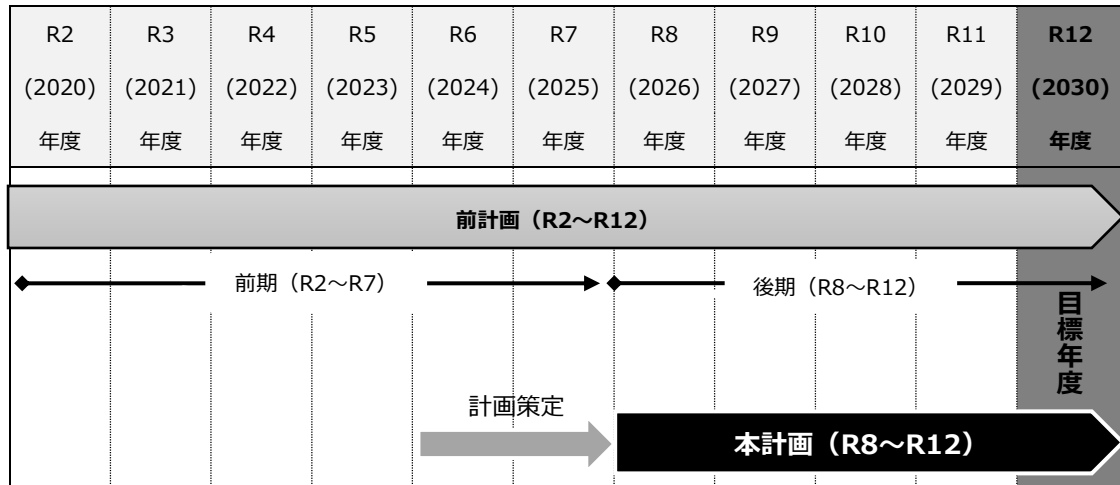 R2 R3 R4 R5 R6 R7 R8 R9 R10 R11 R12
(2020) (2021) (2022) (2023) (2024) (2025) (2026) (2027) (2028) (2029) (2030)
年度 年度 年度 年度 年度 年度 年度 年度 年度 年度 年度
前計画（R2～R12）
前期（R2～R7） 後期（R8～R12）
目標年度
計画策定
本計画（R8～R12）